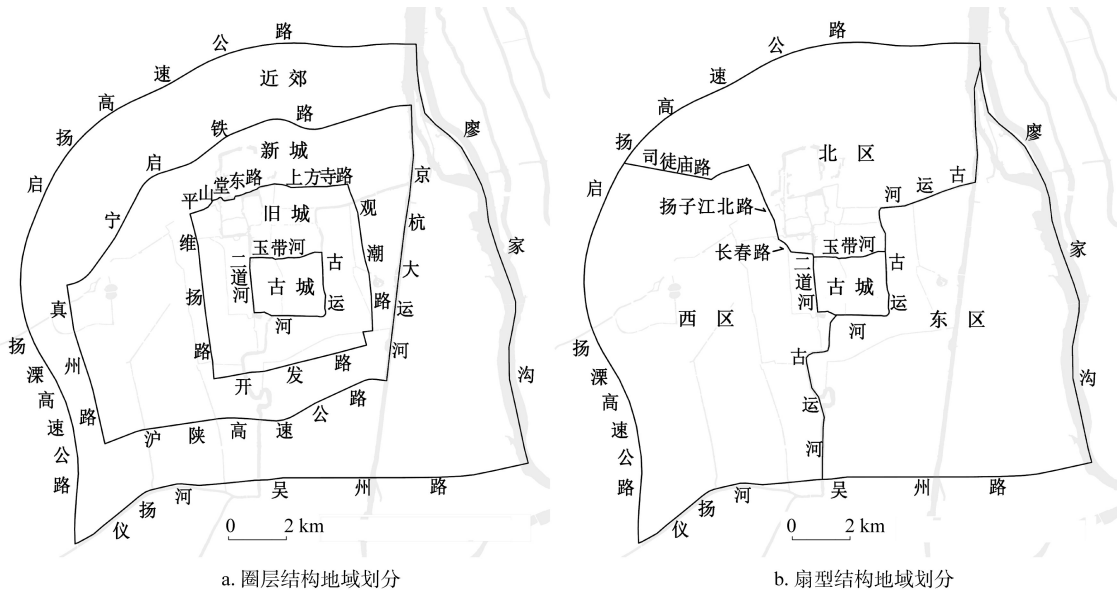 启扬高速公路
近郊
宁启铁路
新城
平山堂东路
上方寺路
旧城
维扬路
观潮路
京杭大运河
廖家沟
玉带河
二道河
古城
古运河
真州路
开发路
沪陕高速公路
扬溧高速公路
仪扬河
吴州路
0 2 km
a. 圈层结构地域划分
启扬高速公路
司徒庙路
北区
扬子江北路
古运河
长春路
玉带河
二道河
古城
古运河
西区
东区
古运河
廖家沟
扬溧高速公路
仪扬河
吴州路
0 2 km
b. 扇型结构地域划分